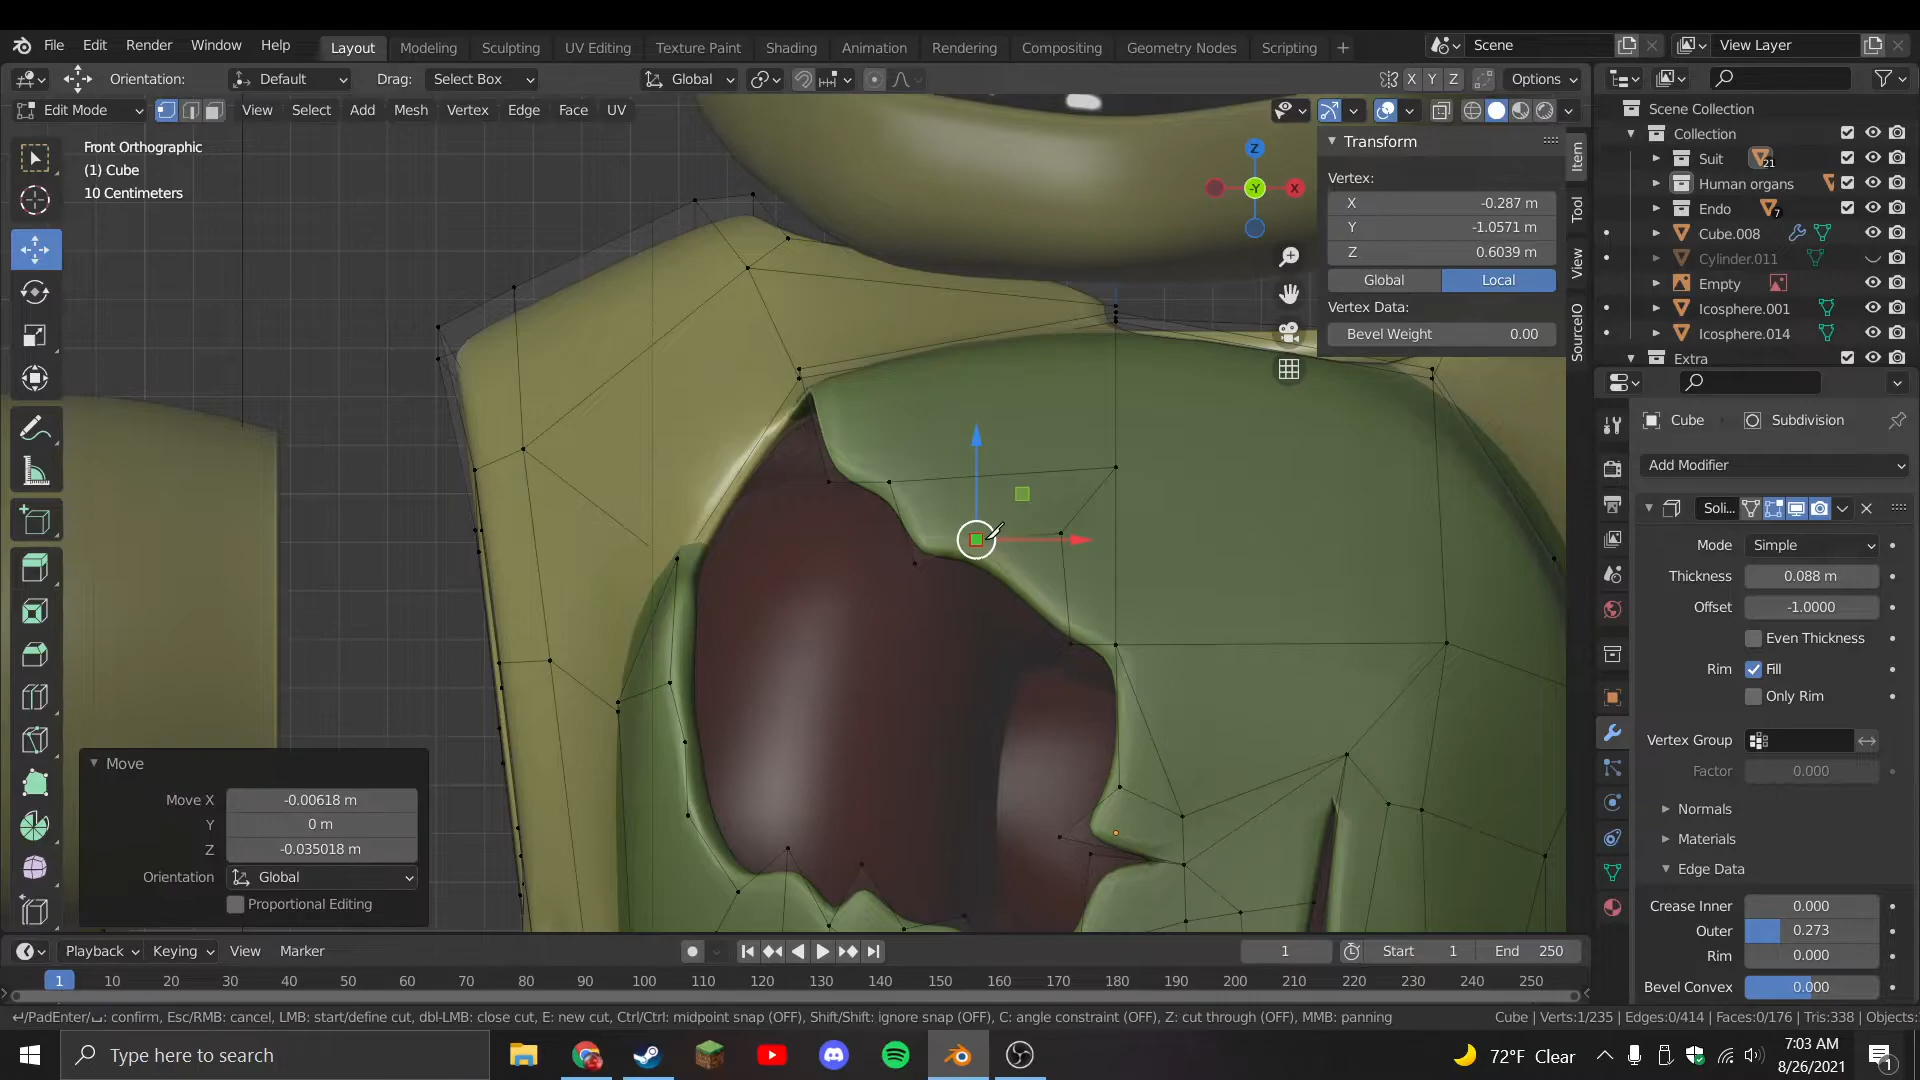 File Edit Render Window Help Layout Modeling Sculpting UV Editing Texture Paint Shading Animation Rendering Compositing Geometry Nodes Scripting Scene View Layer
Orientation: Default Drag: Select Box Global X Y Z Options
Edit Mode View Select Add Mesh Vertex Edge Face UV
Front Orthographic
(1) Cube
10 Centimeters
Z
-Y
X
Transform
Vertex:
X -0.287 m
Y -1.0571 m
Z 0.6039 m
Global Local
Vertex Data:
Bevel Weight 0.00
Item
Tool
View
SourceIO
Scene Collection
Collection
Suit 21
Human organs
Endo 7
Cube.008
Cylinder.011
Empty
Icosphere.001
Icosphere.014
Extra
Cube Subdivision
Add Modifier
Soli...
Mode Simple
Thickness 0.088 m
Offset -1.0000
Even Thickness
Rim Fill
Only Rim
Vertex Group
Factor 0.000
Normals
Materials
Edge Data
Crease Inner 0.000
Outer 0.273
Rim 0.000
Bevel Convex 0.000
Move
Move X -0.00618 m
Y 0 m
Z -0.035018 m
Orientation Global
Proportional Editing
Playback Keying View Marker 1 Start 1 End 250
1 10 20 30 40 50 60 70 80 90 100 110 120 130 140 150 160 170 180 190 200 210 220 230 240 250
: confirm, Esc/RMB: cancel, LMB: start/define cut, dbl-LMB: close cut, E: new cut, Ctrl/Ctrl: midpoint snap (OFF), Shift/Shift: ignore snap (OFF), C: angle constraint (OFF), Z: cut through (OFF), MMB: panning Cube | Verts:1/235 | Edges:0/414 | Faces:0/176 | Tris:338 | Objects:
Type here to search 72°F Clear 7:03 AM
8/26/2021
1